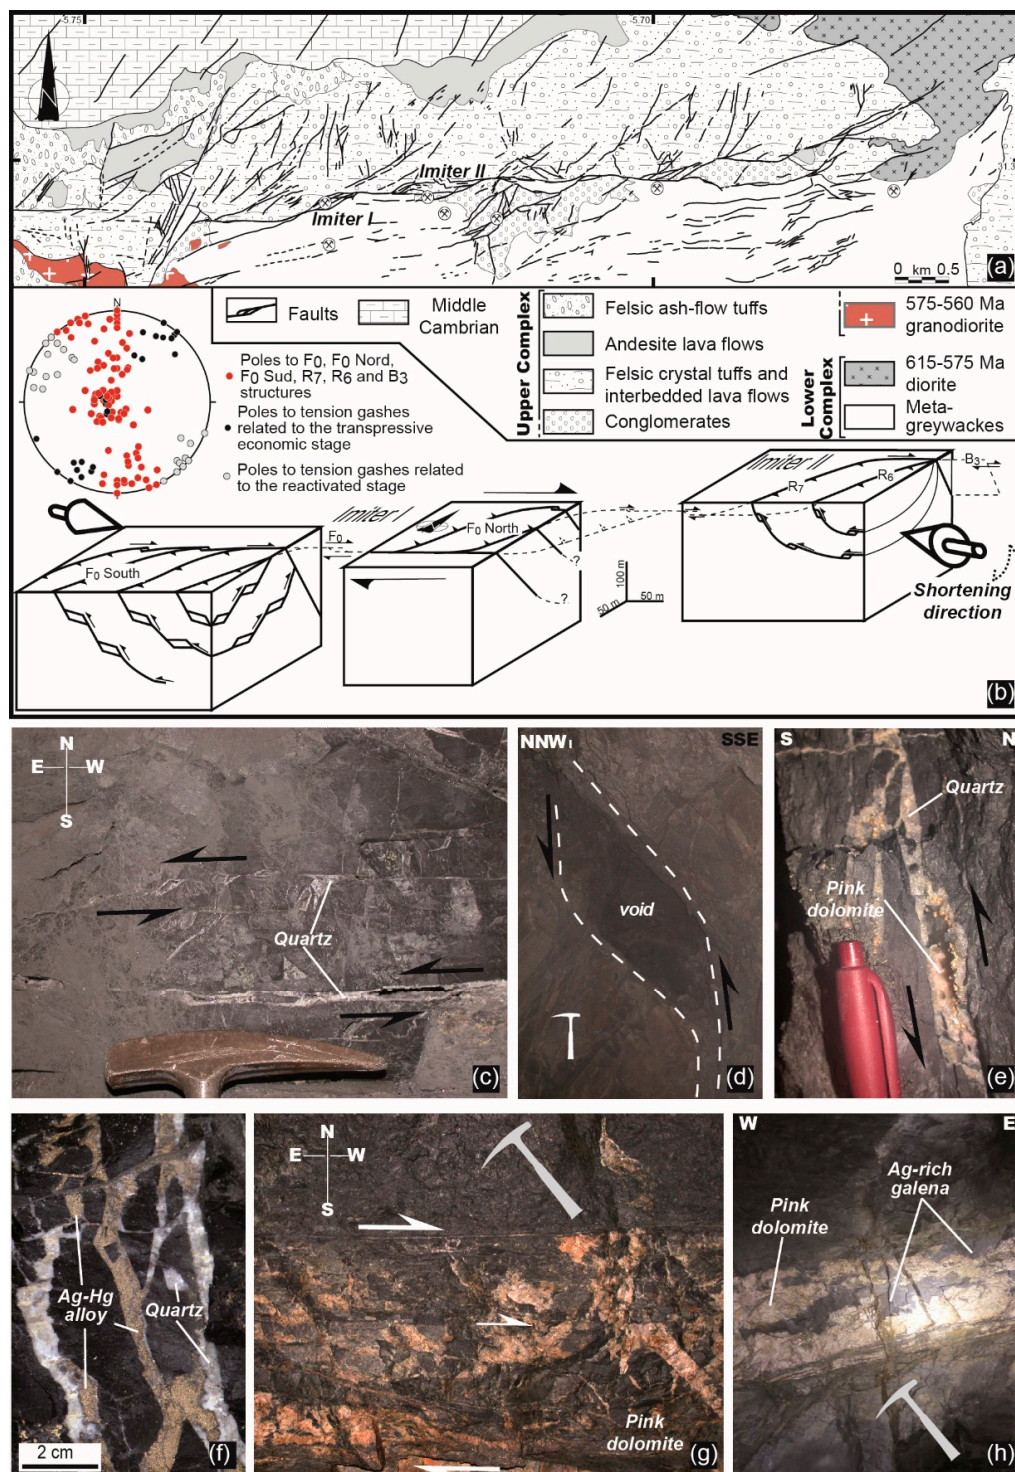 -5.75
-5.70
N
Imiter II
Imiter I
31.3
0 km 0.5
(a)
N
Faults
Middle
Cambrian
Poles to F0, F0 Nord,
F0 Sud, R7, R6 and B3
structures
Poles to tension gashes
related to the transpressive
economic stage
Poles to tension gashes related
to the reactivated stage
Upper Complex
Felsic ash-flow tuffs
Andesite lava flows
Felsic crystal tuffs and
interbedded lava flows
Conglomerates
Lower
Complex
575-560 Ma
granodiorite
615-575 Ma
diorite
Meta-
greywackes
Imiter I
Imiter II
F0 South
F0
F0 North
?
?
R7
R6
B3
100 m
50 m
50 m
Shortening
direction
(b)
N
E W
S
Quartz
(c)
NNW
SSE
void
(d)
S
N
Quartz
Pink
dolomite
(e)
Ag-Hg
alloy
Quartz
2 cm
(f)
N
E W
S
Pink
dolomite
(g)
W
E
Ag-rich
galena
Pink
dolomite
(h)